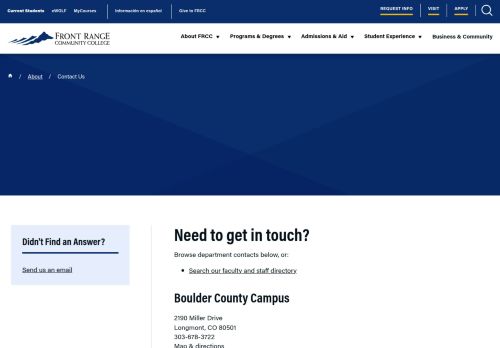 Current Students eWOLF MyCourses Información en español Give to FRCC REQUEST INFO VISIT APPLY
FRONT RANGE
COMMUNITY COLLEGE
About FRCC Programs & Degrees Admissions & Aid Student Experience Business & Community
/ About / Contact Us
Didn't Find an Answer?
Send us an email
Need to get in touch?
Browse department contacts below, or:
• Search our faculty and staff directory
Boulder County Campus
2190 Miller Drive
Longmont, CO 80501
303-678-3722
Map & directions